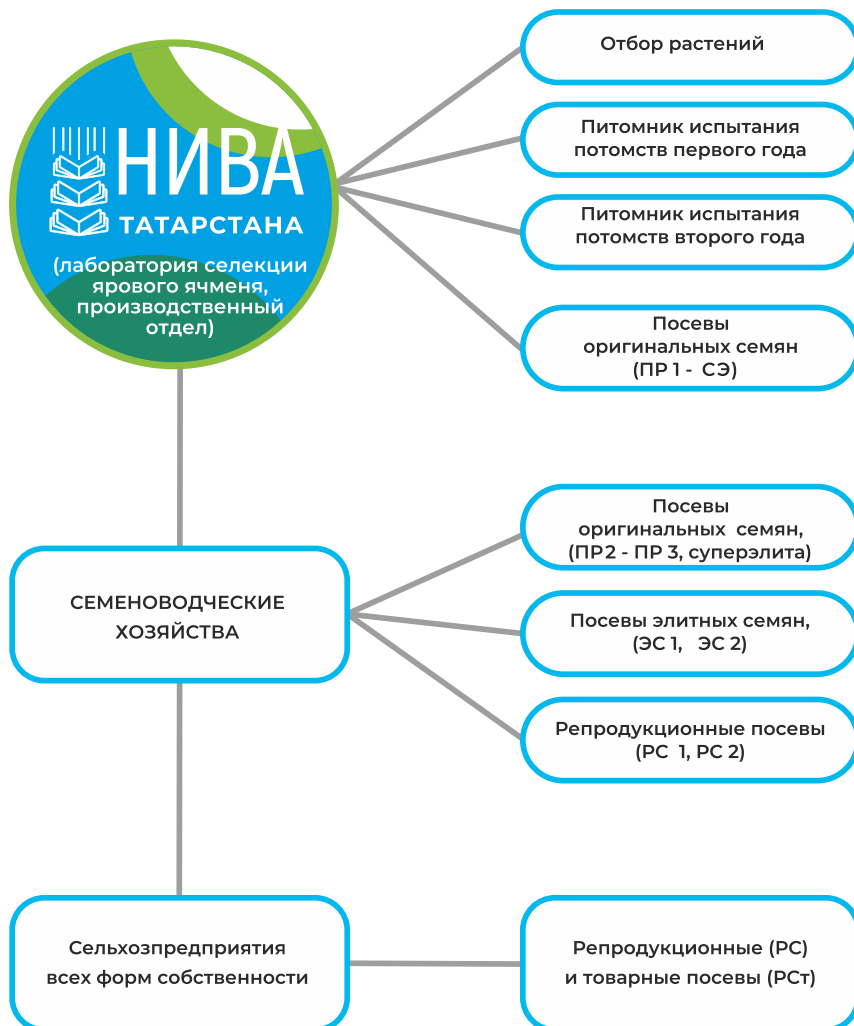 НИВА
ТАТАРСТАНА
(лаборатория селекции
ярового ячменя,
производственный
отдел)
Отбор растений
Питомник испытания
потомств первого года
Питомник испытания
потомств второго года
Посевы
оригинальных семян
(ПР 1 - СЭ)
СЕМЕНОВОДЧЕСКИЕ
ХОЗЯЙСТВА
Посевы
оригинальных семян,
(ПР2 - ПР 3, суперэлита)
Посевы элитных семян,
(ЭС 1, ЭС 2)
Репродукционные посевы
(РС 1, РС 2)
Сельхозпредприятия
всех форм собственности
Репродукционные (РС)
и товарные посевы (РСт)